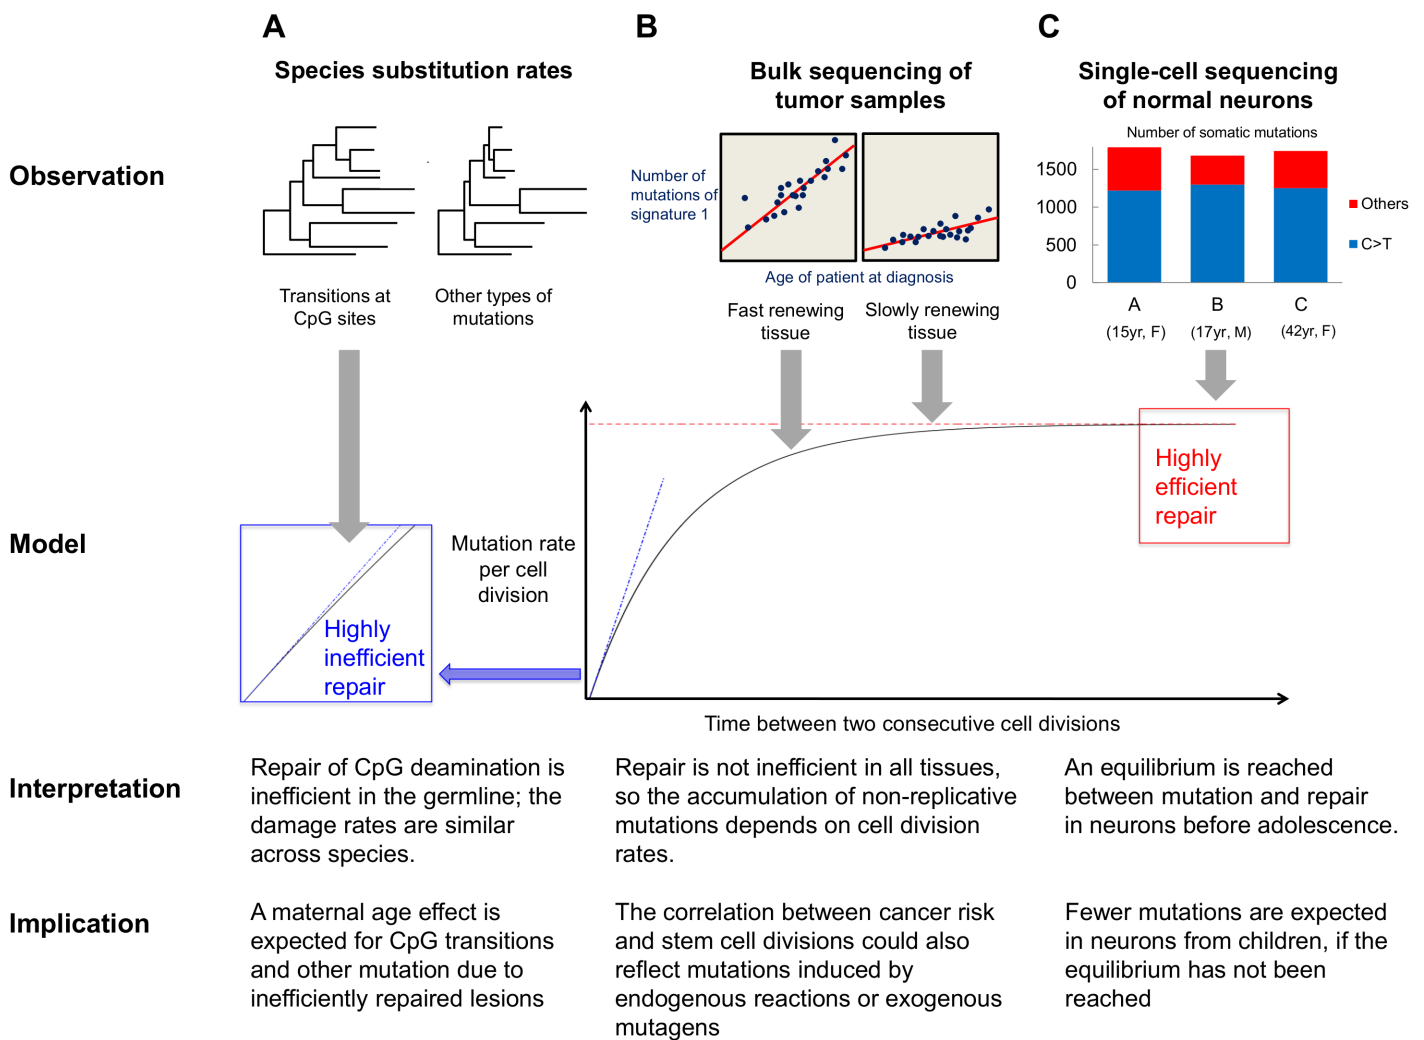 A
B
C
Species substitution rates
Bulk sequencing of
tumor samples
Single-cell sequencing
of normal neurons
Observation
Transitions at
CpG sites
Other types of
mutations
Number of
mutations of
signature 1
Age of patient at diagnosis
Fast renewing
tissue
Slowly renewing
tissue
Number of somatic mutations
1500
1000
500
0
Others
C>T
A
B
C
(15yr, F)
(17yr, M)
(42yr, F)
Model
Highly
inefficient
repair
Mutation rate
per cell
division
Highly
efficient
repair
Time between two consecutive cell divisions
Interpretation
Repair of CpG deamination is
inefficient in the germline; the
damage rates are similar
across species.
Repair is not inefficient in all tissues,
so the accumulation of non-replicative
mutations depends on cell division
rates.
An equilibrium is reached
between mutation and repair
in neurons before adolescence.
Implication
A maternal age effect is
expected for CpG transitions
and other mutation due to
inefficiently repaired lesions
The correlation between cancer risk
and stem cell divisions could also
reflect mutations induced by
endogenous reactions or exogenous
mutagens
Fewer mutations are expected
in neurons from children, if the
equilibrium has not been
reached